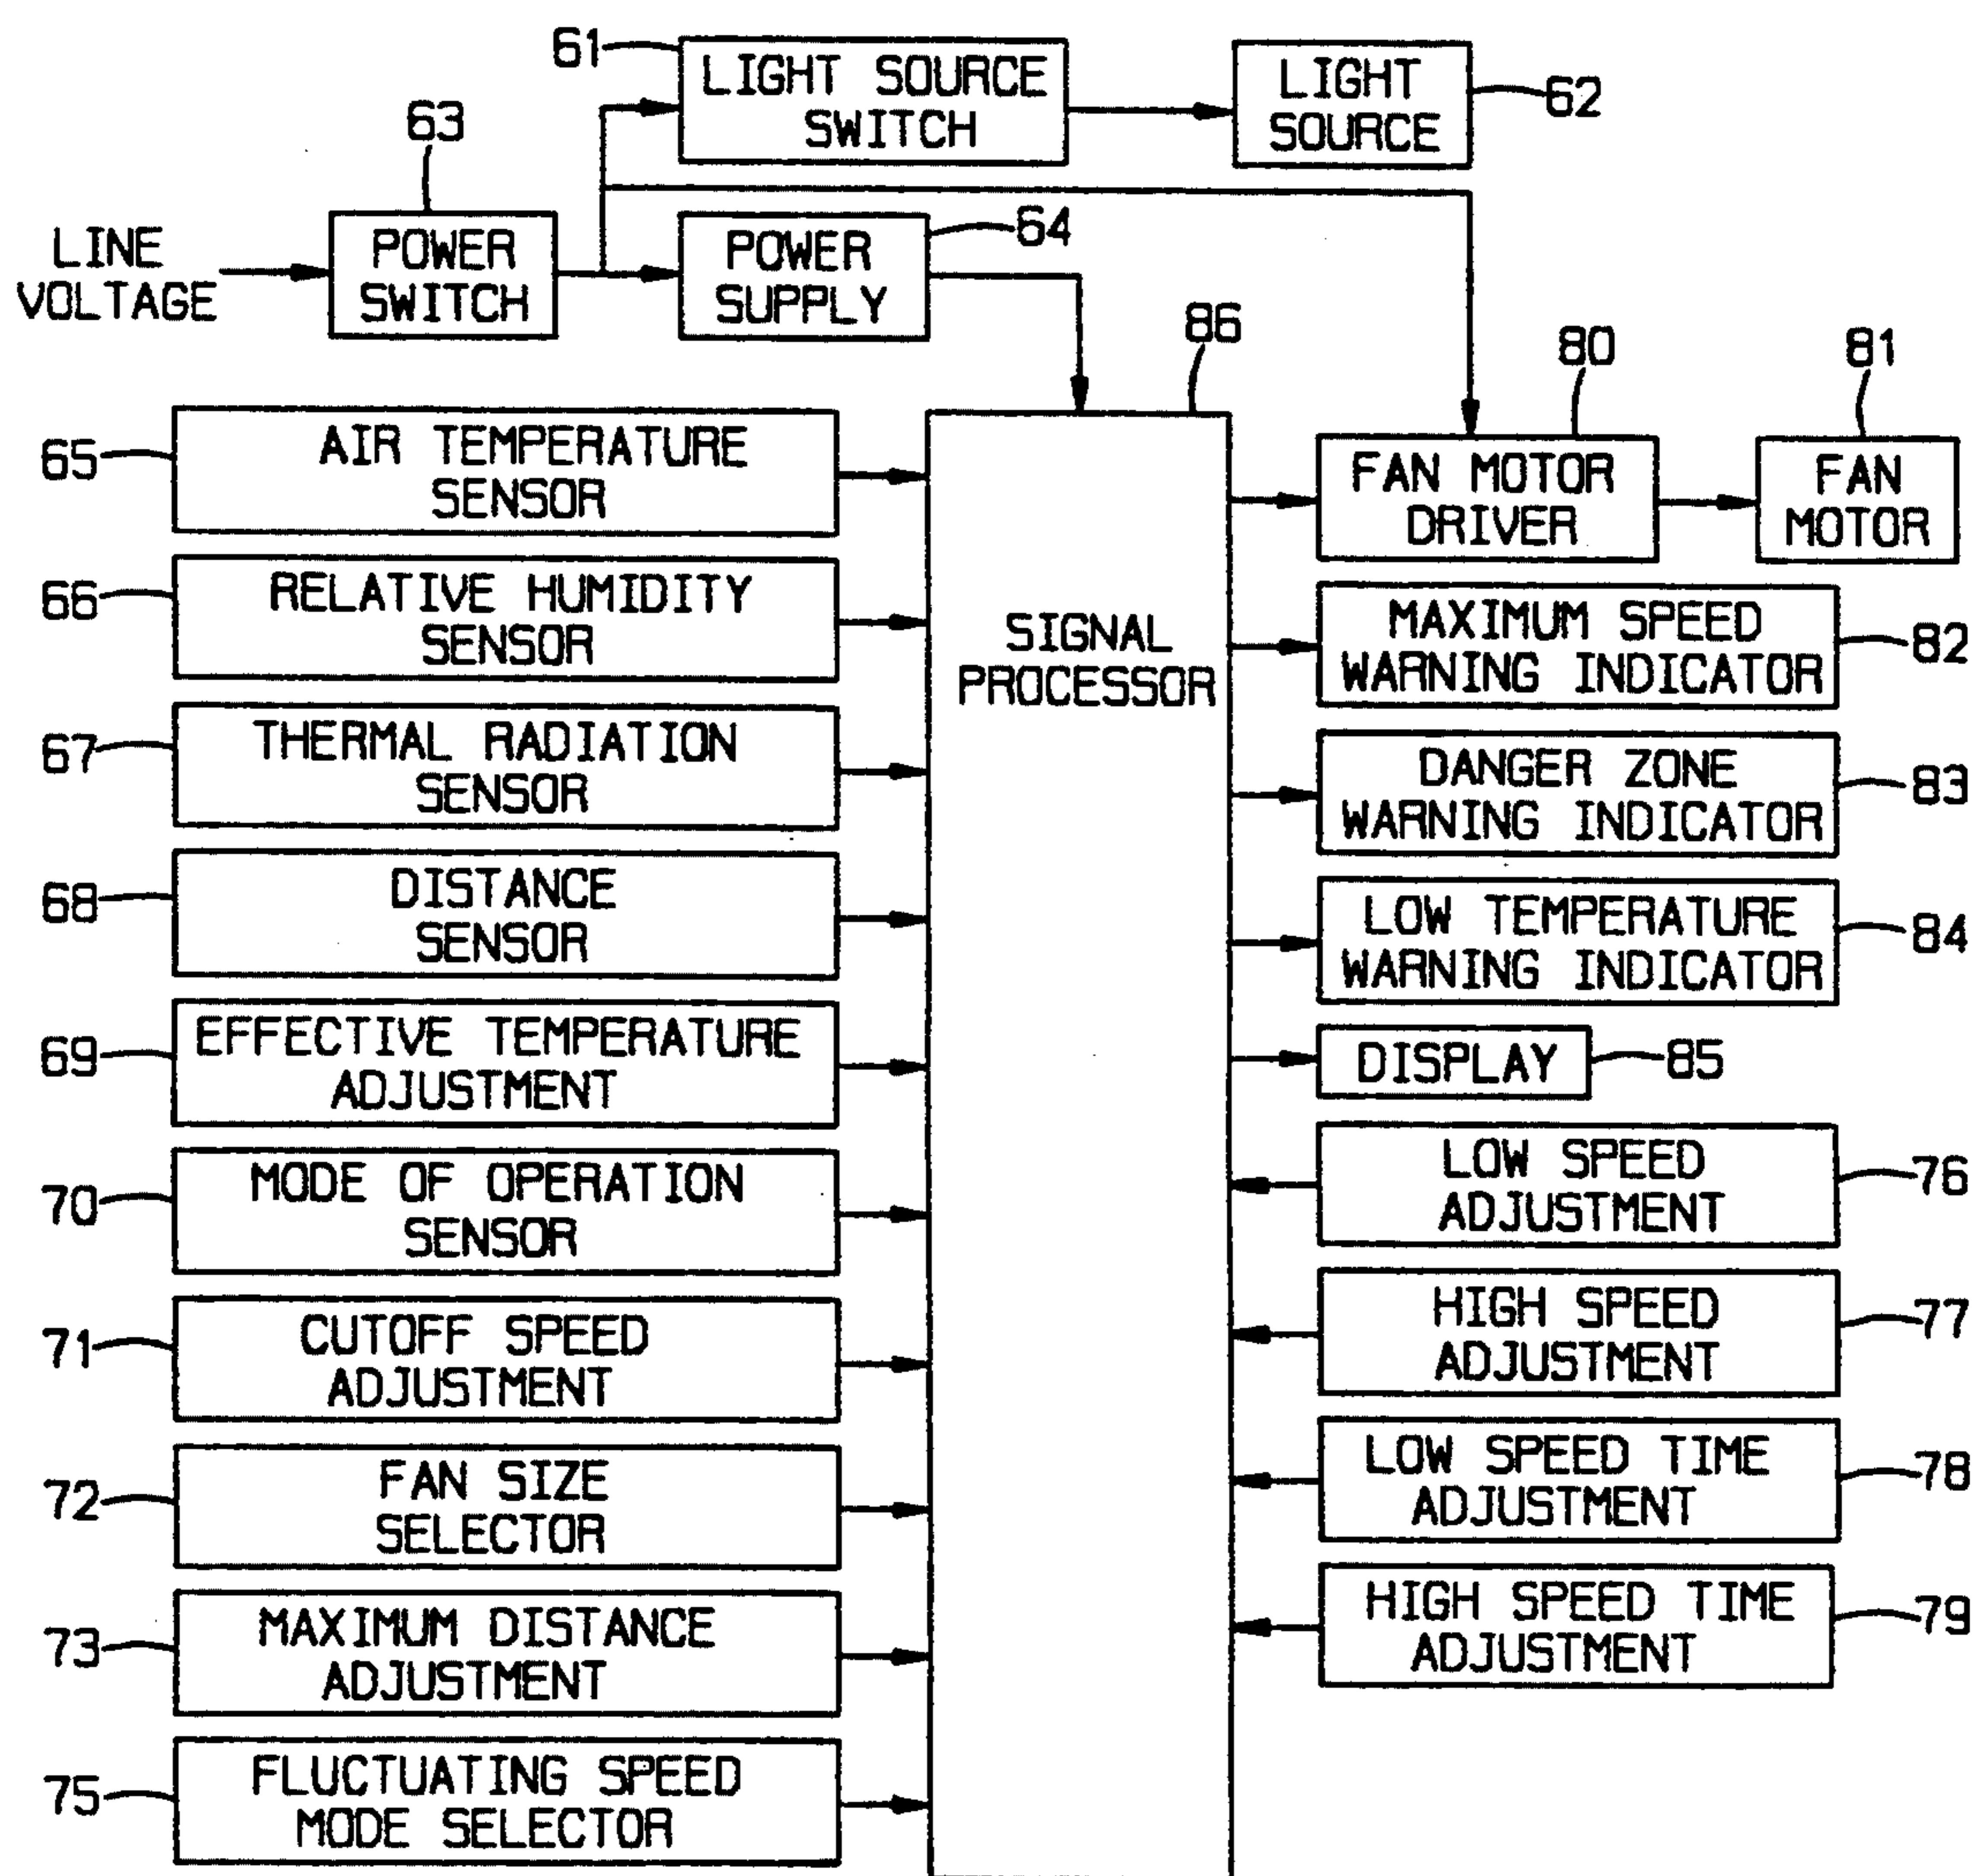 61
LIGHT SOURCE
SWITCH
LIGHT
SOURCE
62
63
LINE
VOLTAGE
POWER
SWITCH
POWER
SUPPLY
64
86
80
81
65
AIR TEMPERATURE
SENSOR
66
RELATIVE HUMIDITY
SENSOR
67
THERMAL RADIATION
SENSOR
68
DISTANCE
SENSOR
69
EFFECTIVE TEMPERATURE
ADJUSTMENT
70
MODE OF OPERATION
SENSOR
71
CUTOFF SPEED
ADJUSTMENT
72
FAN SIZE
SELECTOR
73
MAXIMUM DISTANCE
ADJUSTMENT
75
FLUCTUATING SPEED
MODE SELECTOR
SIGNAL
PROCESSOR
FAN MOTOR
DRIVER
FAN
MOTOR
MAXIMUM SPEED
WARNING INDICATOR
82
DANGER ZONE
WARNING INDICATOR
83
LOW TEMPERATURE
WARNING INDICATOR
84
DISPLAY
85
LOW SPEED
ADJUSTMENT
76
HIGH SPEED
ADJUSTMENT
77
LOW SPEED TIME
ADJUSTMENT
78
HIGH SPEED TIME
ADJUSTMENT
79